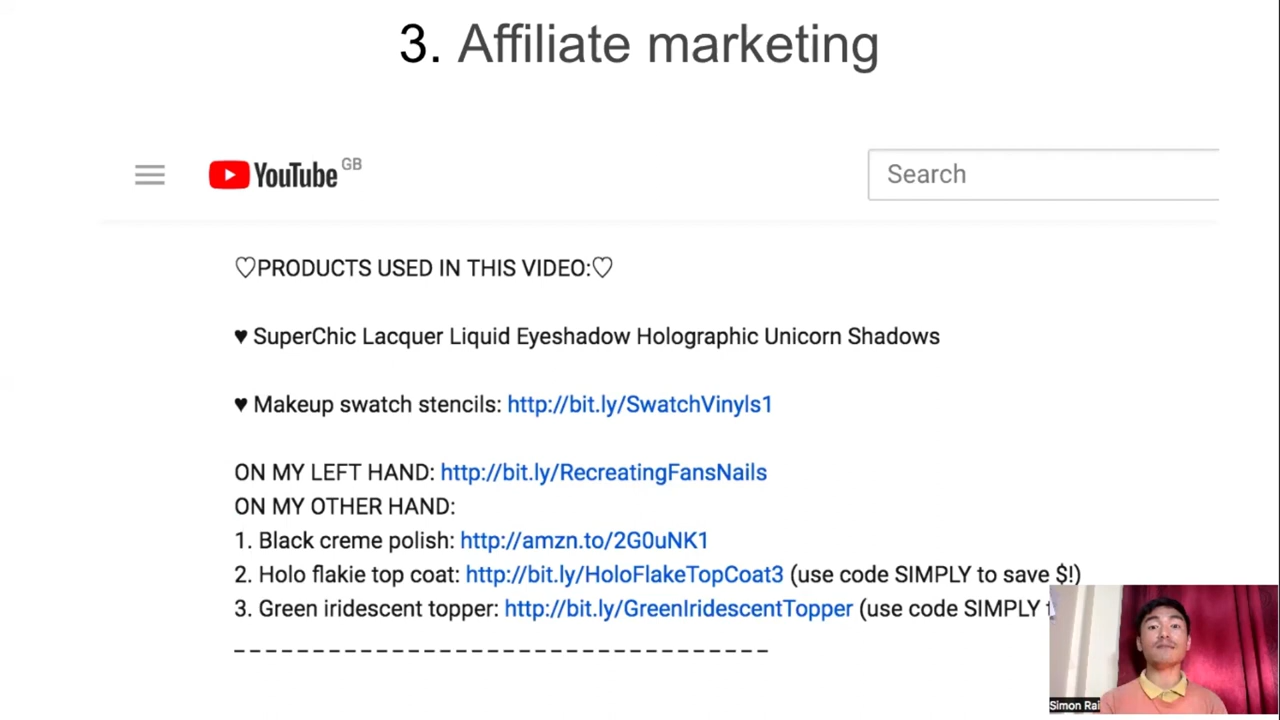 3. Affiliate marketing
YouTube GB
Search
♡PRODUCTS USED IN THIS VIDEO:♡
♥ SuperChic Lacquer Liquid Eyeshadow Holographic Unicorn Shadows
♥ Makeup swatch stencils: http://bit.ly/SwatchVinyls1
ON MY LEFT HAND: http://bit.ly/RecreatingFansNails
ON MY OTHER HAND:
1. Black creme polish: http://amzn.to/2G0uNK1
2. Holo flakie top coat: http://bit.ly/HoloFlakeTopCoat3 (use code SIMPLY to save $!)
3. Green iridescent topper: http://bit.ly/GreenIridescentTopper (use code SIMPLY
Simon Rai